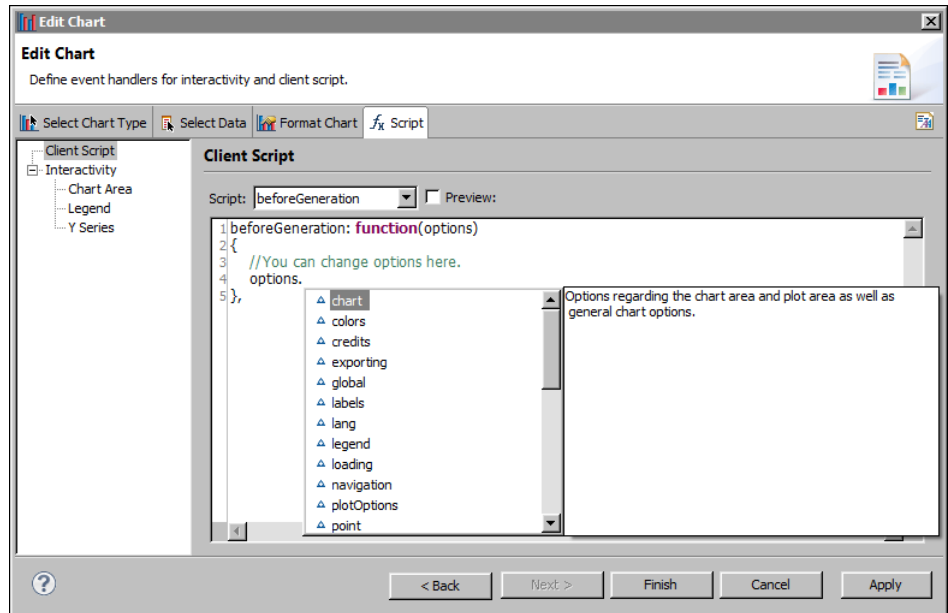 Edit Chart
Edit Chart
Define event handlers for interactivity and client script.
Select Chart Type Select Data Format Chart fx Script
Client Script
Interactivity
Chart Area
Legend
Y Series
Client Script
Script: beforeGeneration Preview:
1 beforeGeneration: function(options)
2 {
3 //You can change options here.
4 options.
5 },
chart
colors
credits
exporting
global
labels
lang
legend
loading
navigation
plotOptions
point
Options regarding the chart area and plot area as well as
general chart options.
? < Back Next > Finish Cancel Apply